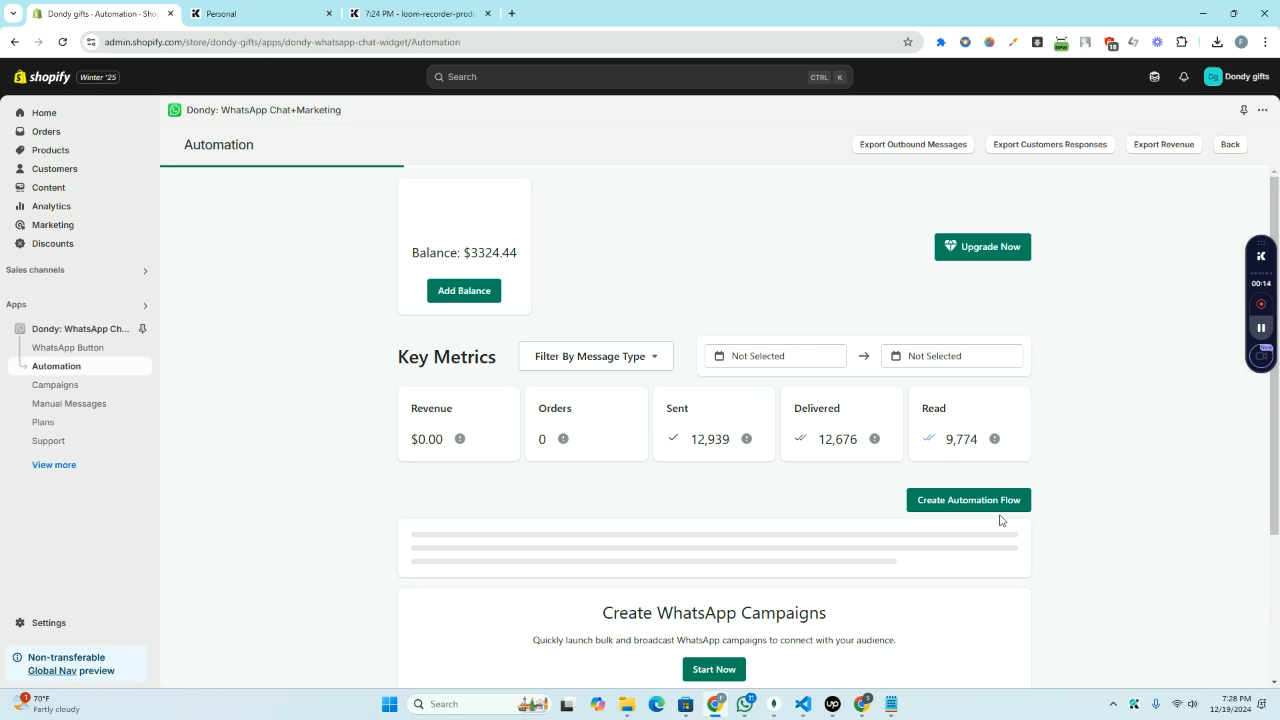 Dondy gifts - Automation - Sho
Personal
7:24 PM - loom-recorder-prod
admin.shopify.com/store/dondy-gifts/apps/dondy-whatsapp-chat-widget/Automation
new
18
F
shopify Winter '25
Search CTRL K
Dg Dondy gifts
Home
Orders
Products
Customers
Content
Analytics
Marketing
Discounts
Sales channels
Apps
Dondy: WhatsApp Ch...
WhatsApp Button
Automation
Campaigns
Manual Messages
Plans
Support
View more
Settings
Non-transferable
Global Nav preview
Dondy: WhatsApp Chat+Marketing
Automation
Export Outbound Messages
Export Customers Responses
Export Revenue
Back
Balance: $3324.44
Add Balance
Upgrade Now
Key Metrics
Filter By Message Type
Not Selected
Not Selected
Revenue
$0.00
Orders
0
Sent
12,939
Delivered
12,676
Read
9,774
Create Automation Flow
Create WhatsApp Campaigns
Quickly launch bulk and broadcast WhatsApp campaigns to connect with your audience.
Start Now
00:14
1
70°F
Partly cloudy
Search
up
7:28 PM
12/19/2024